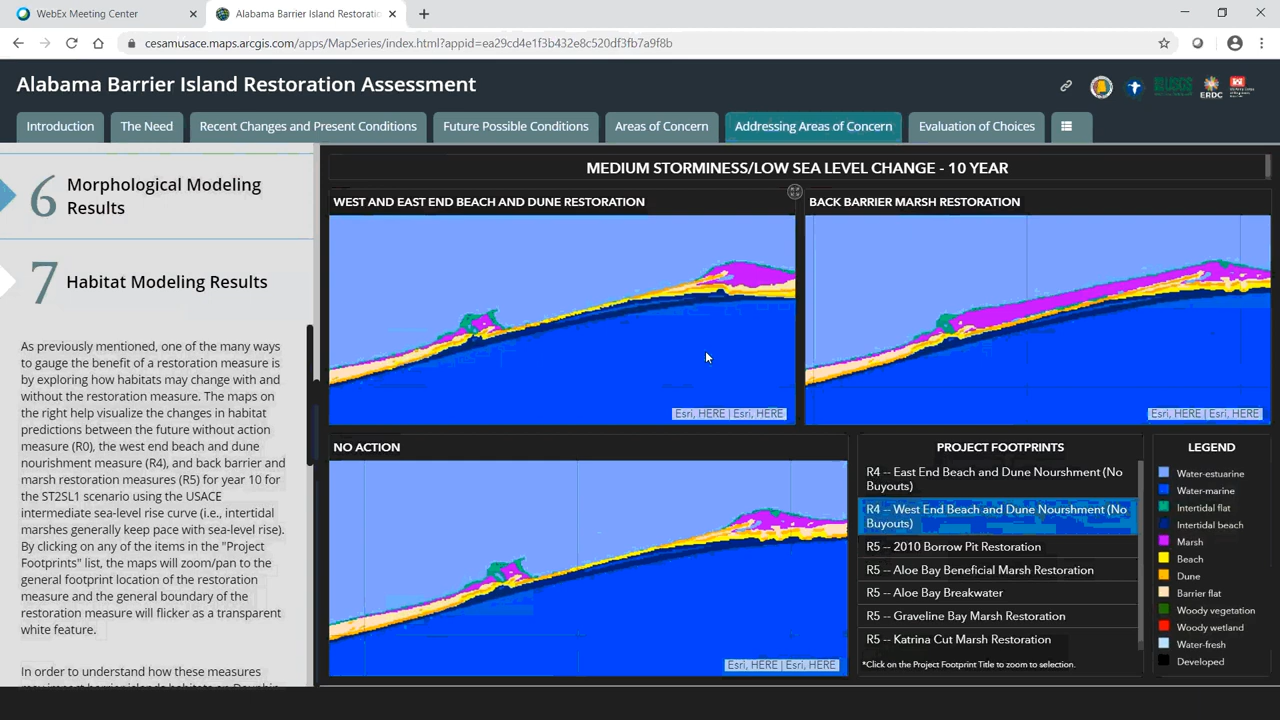 WebEx Meeting Center
Alabama Barrier Island Restoratio
cesamusace.maps.arcgis.com/apps/MapSeries/index.html?appid=ea29cd4e1f3b432e8c520df3fb7a9f8b
Alabama Barrier Island Restoration Assessment
USGS
ERDC
Introduction
The Need
Recent Changes and Present Conditions
Future Possible Conditions
Areas of Concern
Addressing Areas of Concern
Evaluation of Choices
6
Morphological Modeling
Results
7
Habitat Modeling Results
As previously mentioned, one of the many ways
to gauge the benefit of a restoration measure is
by exploring how habitats may change with and
without the restoration measure. The maps on
the right help visualize the changes in habitat
predictions between the future without action
measure (R0), the west end beach and dune
nourishment measure (R4), and back barrier and
marsh restoration measures (R5) for year 10 for
the ST2SL1 scenario using the USACE
intermediate sea-level rise curve (i.e., intertidal
marshes generally keep pace with sea-level rise).
By clicking on any of the items in the "Project
Footprints" list, the maps will zoom/pan to the
general footprint location of the restoration
measure and the general boundary of the
restoration measure will flicker as a transparent
white feature.
In order to understand how these measures
MEDIUM STORMINESS/LOW SEA LEVEL CHANGE - 10 YEAR
WEST AND EAST END BEACH AND DUNE RESTORATION
Esri, HERE | Esri, HERE
BACK BARRIER MARSH RESTORATION
Esri, HERE | Esri, HERE
NO ACTION
Esri, HERE | Esri, HERE
PROJECT FOOTPRINTS
R4 -- East End Beach and Dune Nourshment (No
Buyouts)
R4 -- West End Beach and Dune Nourshment (No
Buyouts)
R5 -- 2010 Borrow Pit Restoration
R5 -- Aloe Bay Beneficial Marsh Restoration
R5 -- Aloe Bay Breakwater
R5 -- Graveline Bay Marsh Restoration
R5 -- Katrina Cut Marsh Restoration
*Click on the Project Footprint Title to zoom to selection.
LEGEND
Water-estuarine
Water-marine
Intertidal flat
Intertidal beach
Marsh
Beach
Dune
Barrier flat
Woody vegetation
Woody wetland
Water-fresh
Developed